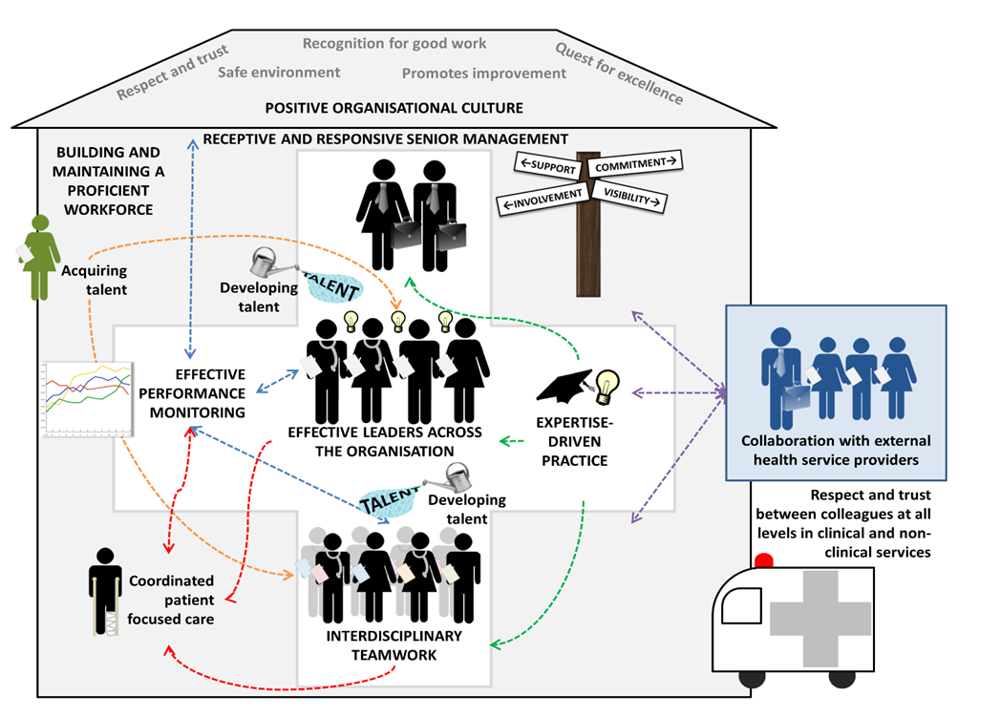 Recognition for good work
Respect and trust
Quest for excellence
Safe environment
Promotes improvement
POSITIVE ORGANISATIONAL CULTURE
RECEPTIVE AND RESPONSIVE SENIOR MANAGEMENT
BUILDING AND
MAINTAINING A
PROFICIENT
WORKFORCE
←SUPPORT
COMMITMENT→
←INVOLVEMENT
VISIBILITY→
Acquiring
talent
Developing
talent
TALENT
EFFECTIVE
PERFORMANCE
MONITORING
EFFECTIVE LEADERS ACROSS
THE ORGANISATION
EXPERTISE-
DRIVEN
PRACTICE
Collaboration with external
health service providers
TALENT
Developing
talent
Respect and trust
between colleagues at all
levels in clinical and non-
clinical services
Coordinated
patient
focused care
INTERDISCIPLINARY
TEAMWORK